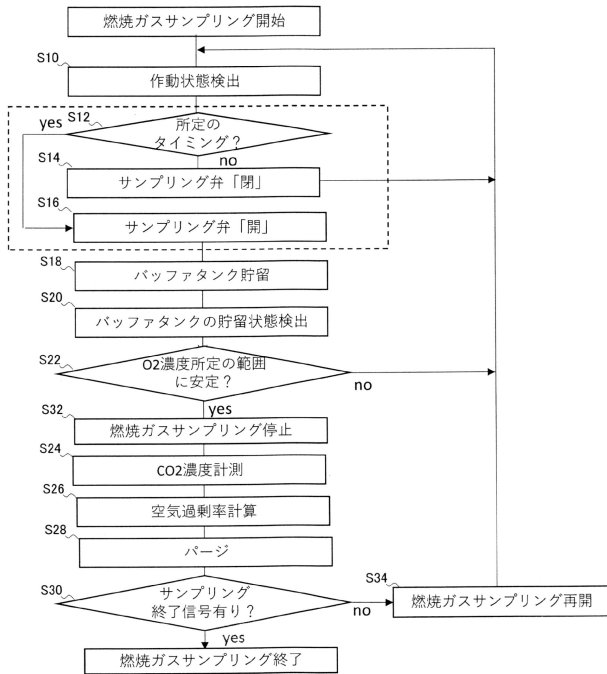 燃焼ガスサンプリング開始
S10
作動状態検出
yes
S12
所定の
タイミング？
no
S14
サンプリング弁「閉」
S16
サンプリング弁「開」
S18
バッファタンク貯留
S20
バッファタンクの貯留状態検出
S22
O2濃度所定の範囲
に安定？
no
yes
S32
燃焼ガスサンプリング停止
S24
CO2濃度計測
S26
空気過剰率計算
S28
パージ
S30
サンプリング
終了信号有り？
no
S34
燃焼ガスサンプリング再開
yes
燃焼ガスサンプリング終了